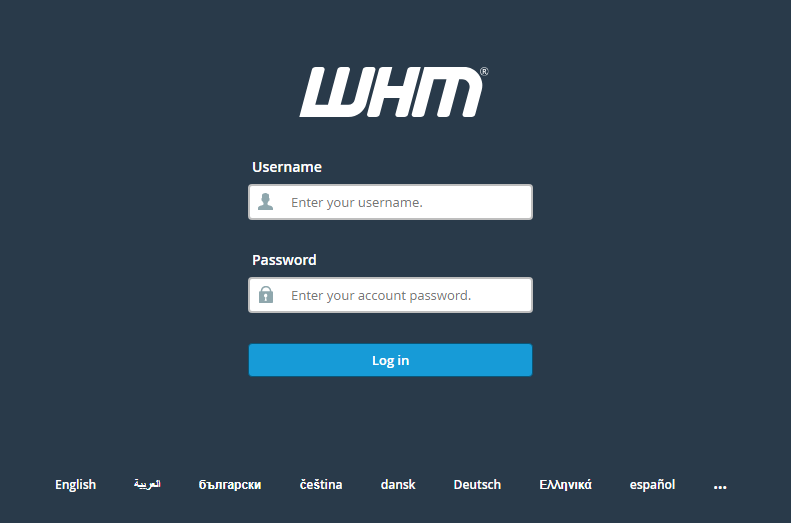 WHM®
Username
Enter your username.
Password
Enter your account password.
Log in
English العربية български čeština dansk Deutsch Ελληνικά español ...